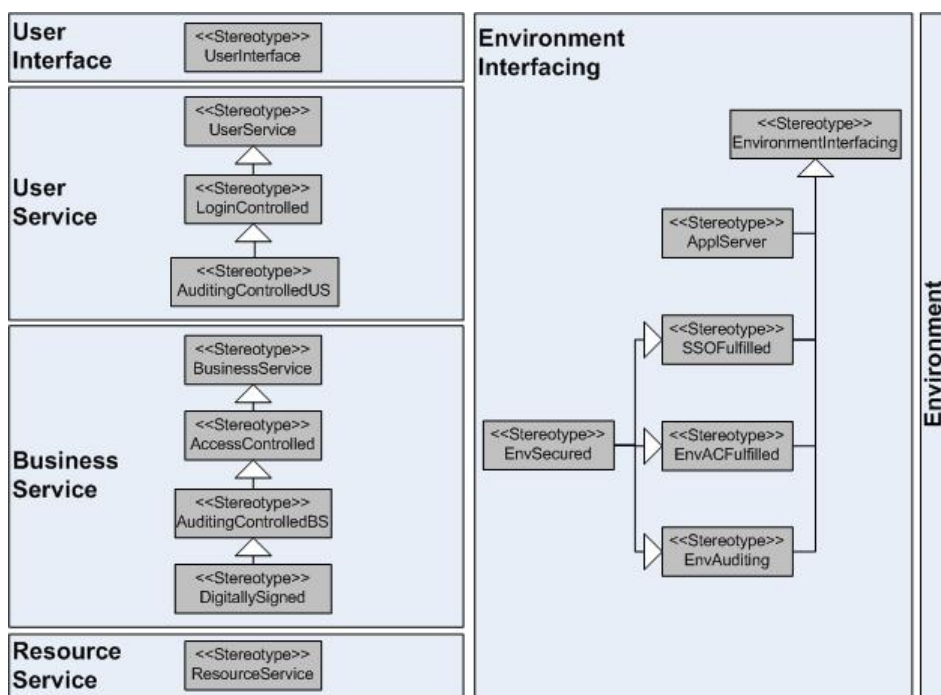 User
Interface
<<Stereotype>>
UserInterface
User
Service
<<Stereotype>>
UserService
<<Stereotype>>
LoginControlled
<<Stereotype>>
AuditingControlledUS
Business
Service
<<Stereotype>>
BusinessService
<<Stereotype>>
AccessControlled
<<Stereotype>>
AuditingControlledBS
<<Stereotype>>
DigitallySigned
Resource
Service
<<Stereotype>>
ResourceService
Environment
Interfacing
<<Stereotype>>
EnvironmentInterfacing
<<Stereotype>>
ApplServer
<<Stereotype>>
SSOFulfilled
<<Stereotype>>
EnvSecured
<<Stereotype>>
EnvACFulfilled
<<Stereotype>>
EnvAuditing
Environment